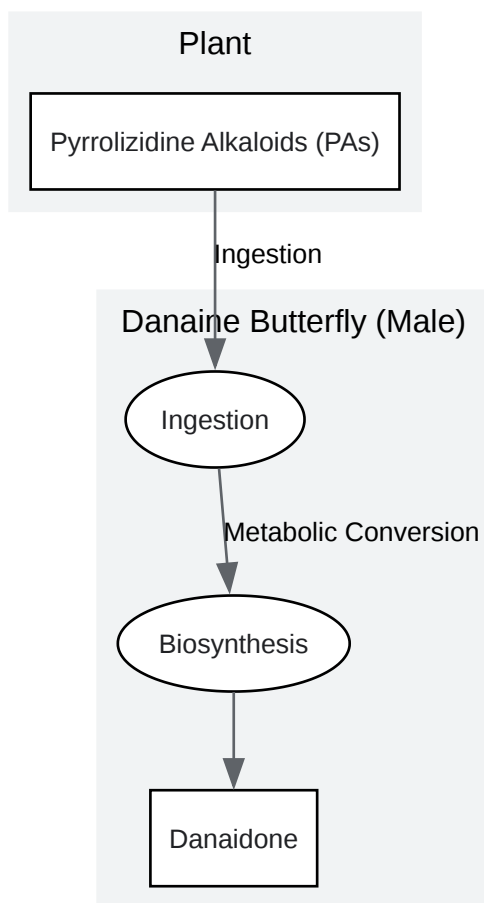 Plant
Pyrrolizidine Alkaloids (PAs)
Ingestion
Danaine Butterfly (Male)
Ingestion
Metabolic Conversion
Biosynthesis
Danaidone